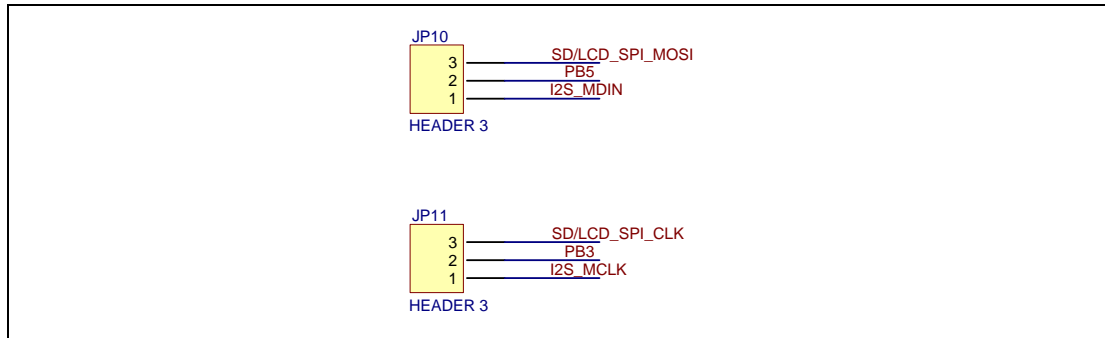 JP10
3 SD/LCD_SPI_MOSI
2 PB5
1 I2S_MDIN
HEADER 3
JP11
3 SD/LCD_SPI_CLK
2 PB3
1 I2S_MCLK
HEADER 3